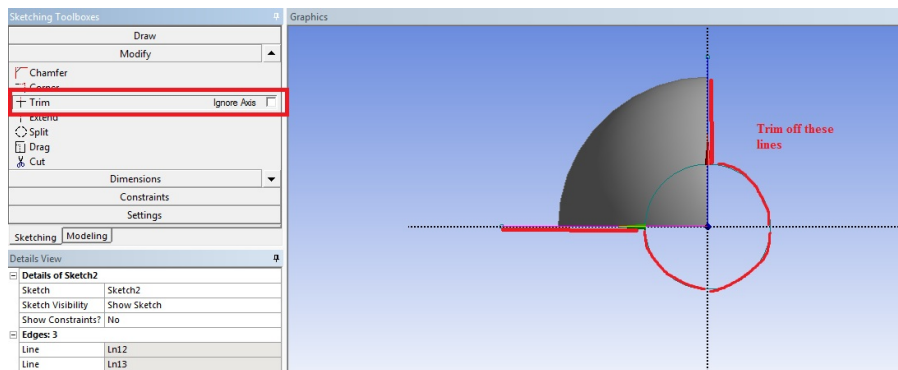 Sketching Toolboxes
Draw
Modify
Chamfer
Corner
Trim Ignore Axis
Extend
Split
Drag
Cut
Dimensions
Constraints
Settings
Sketching Modeling
Details View
Details of Sketch2
Sketch Sketch2
Sketch Visibility Show Sketch
Show Constraints? No
Edges: 3
Line Ln12
Line Ln13
Graphics
Trim off these
lines